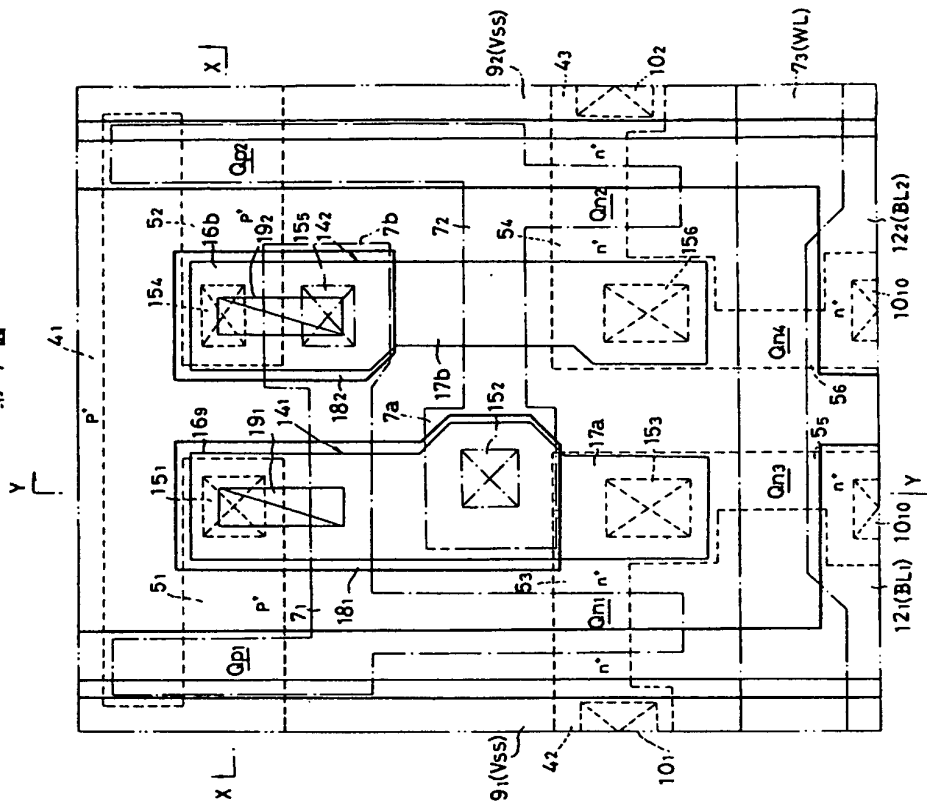 X
X
Y
Y
9₂(Vss)
4₃
10₂
7₃(WL)
Qp2
n⁺
Qn2
5₂
p⁺
16b
19₂
15₅
14₂
7b
7₂
5₄
n⁺
15₆
12₂(BL₂)
15₄
10₁₀
n⁺
Qn4
4₁
p⁺
18₂
17b
5₆
7a
15₂
16₉
19₁
14₁
17a
15₃
5₅
15₁
Qn3
n⁺
10₁₀
5₁
p⁺
7₁
18₁
5₃
n⁺
12₁(BL₁)
Qp1
Qn1
n⁺
9₁(Vss)
4₂
10₁